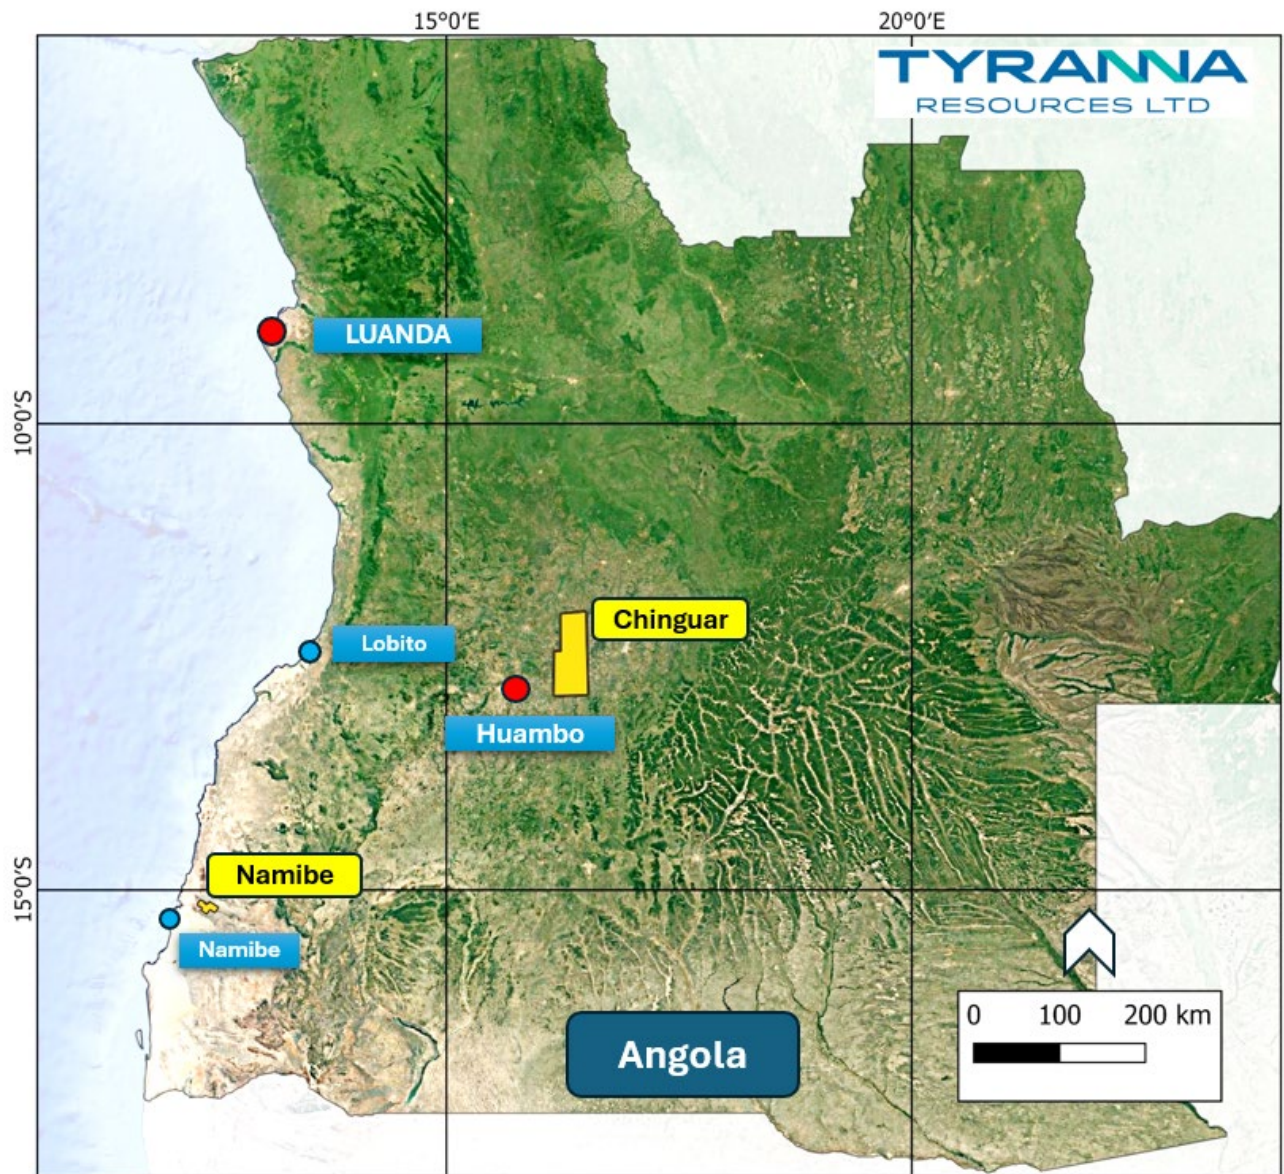 15°0'E
20°0'E
TYRANNA
RESOURCES LTD
LUANDA
10°0'S
Chinguar
Lobito
Huambo
Namibe
15°0'S
Namibe
0 100 200 km
Angola